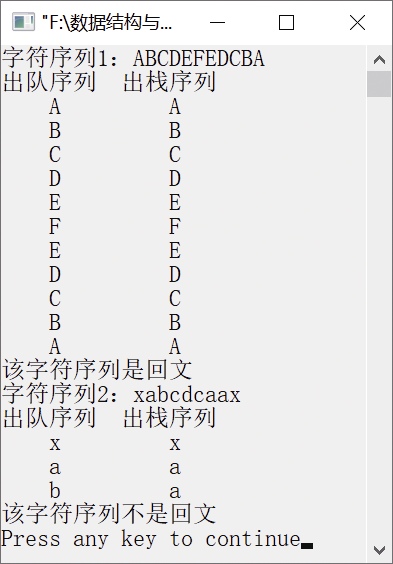 "F:\数据结构与...
字符序列1：ABCDEFEDCBA
出队序列  出栈序列
A         A
B         B
C         C
D         D
E         E
F         F
E         E
D         D
C         C
B         B
A         A
该字符序列是回文
字符序列2：xabcdcaax
出队序列  出栈序列
x         x
a         a
b         a
该字符序列不是回文
Press any key to continue